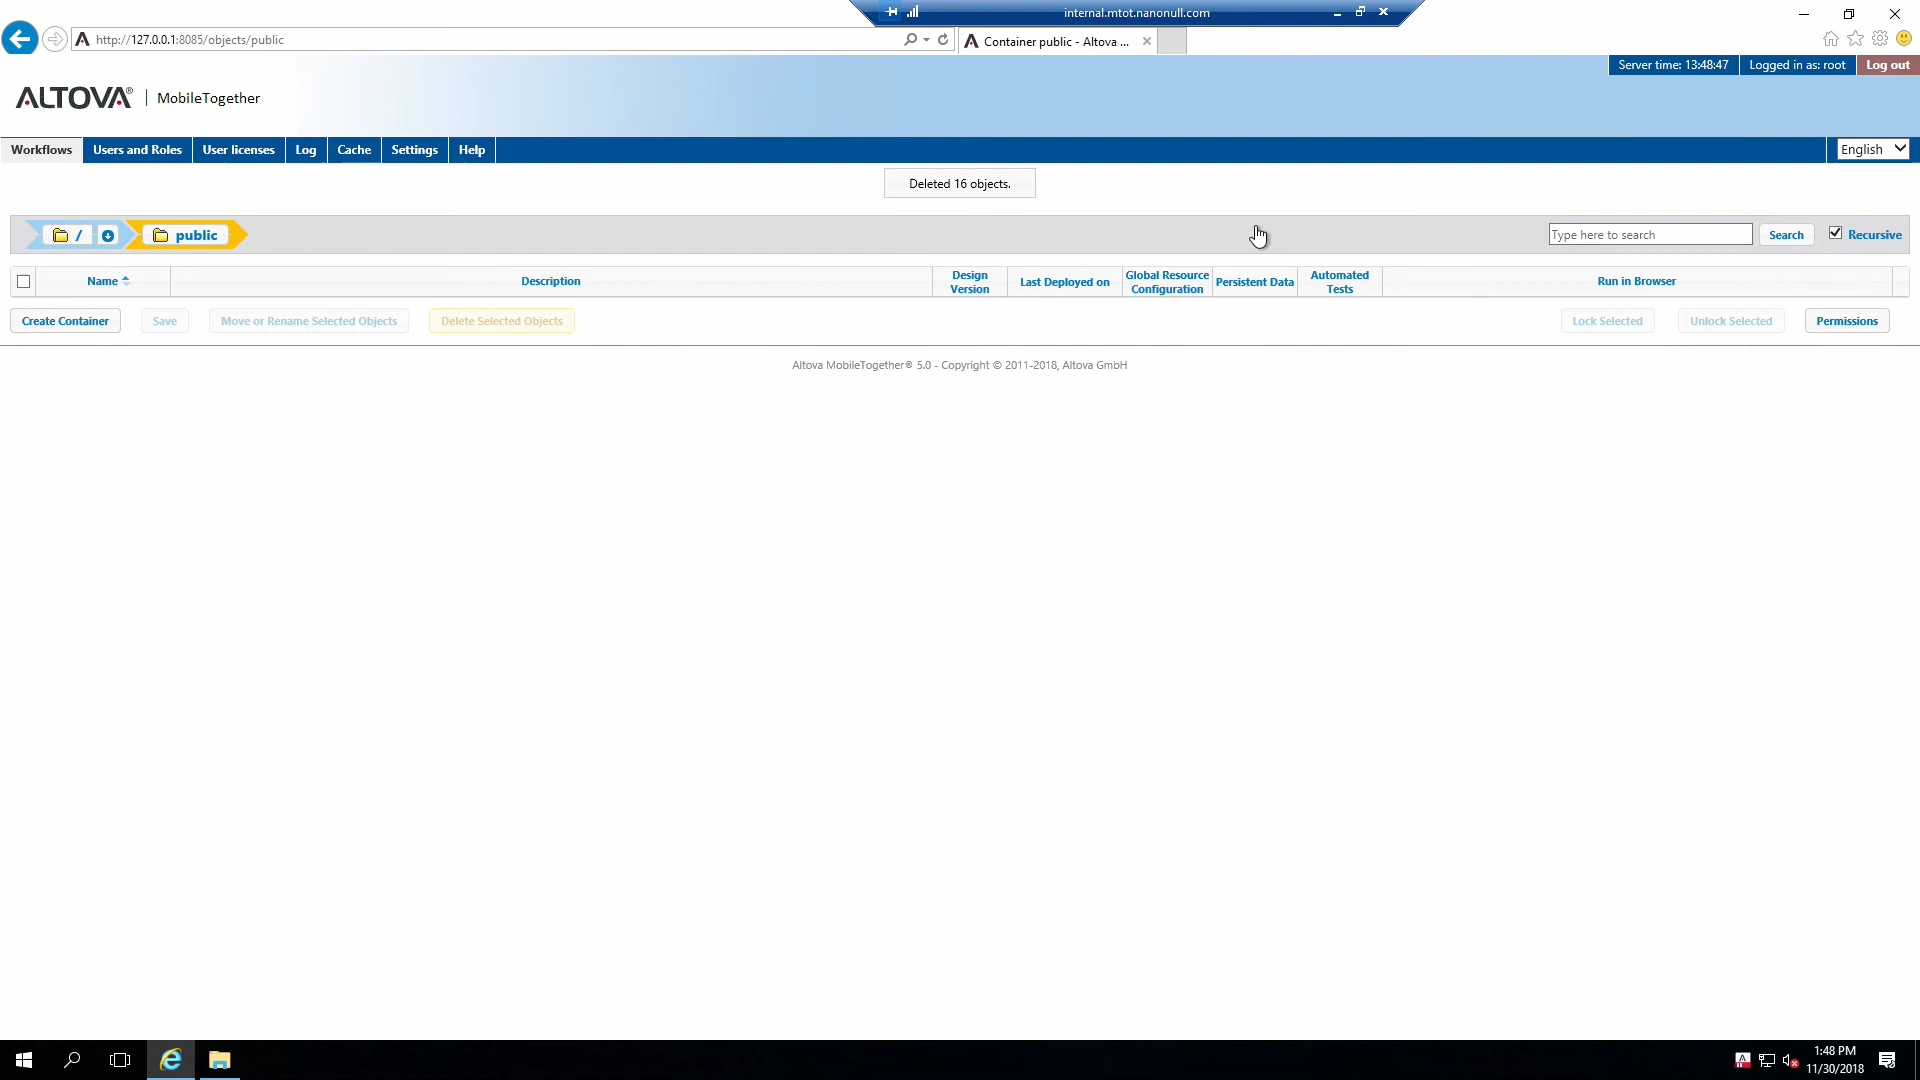 internal.mtot.nanonull.com
http://127.0.0.1:8085/objects/public
Container public - Altova ...
Server time: 13:48:47
Logged in as: root
Log out
ALTOVA®
MobileTogether
Workflows
Users and Roles
User licenses
Log
Cache
Settings
Help
English
Deleted 16 objects.
/
public
Type here to search
Search
Recursive
Name
Description
Design
Version
Last Deployed on
Global Resource
Configuration
Persistent Data
Automated
Tests
Run in Browser
Create Container
Save
Move or Rename Selected Objects
Delete Selected Objects
Lock Selected
Unlock Selected
Permissions
Altova MobileTogether® 5.0 - Copyright © 2011-2018, Altova GmbH
1:48 PM
11/30/2018